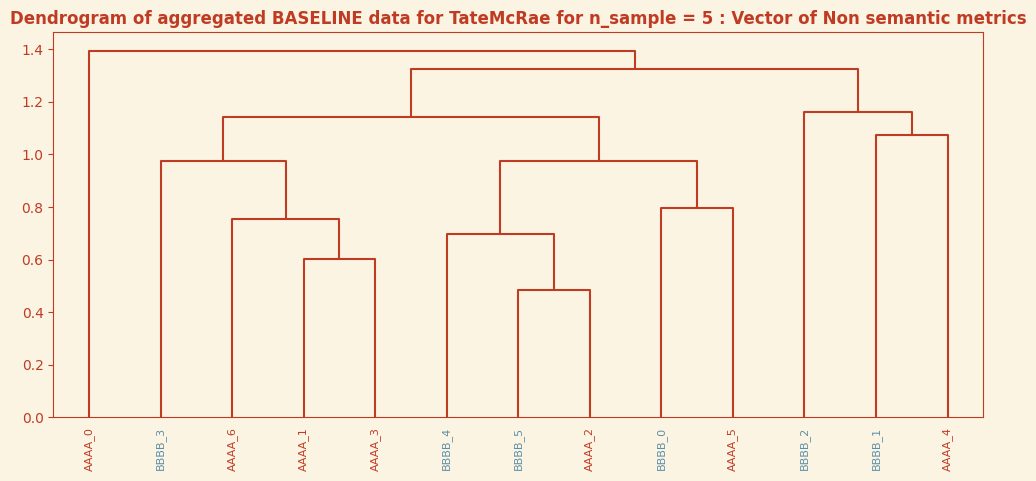 Dendrogram of aggregated BASELINE data for TateMcRae for n_sample = 5 : Vector of Non semantic metrics
1.4
1.2
1.0
0.8
0.6
0.4
0.2
0.0
AAAA_0
BBBB_3
AAAA_6
AAAA_1
AAAA_3
BBBB_4
BBBB_5
AAAA_2
BBBB_0
AAAA_5
BBBB_2
BBBB_1
AAAA_4